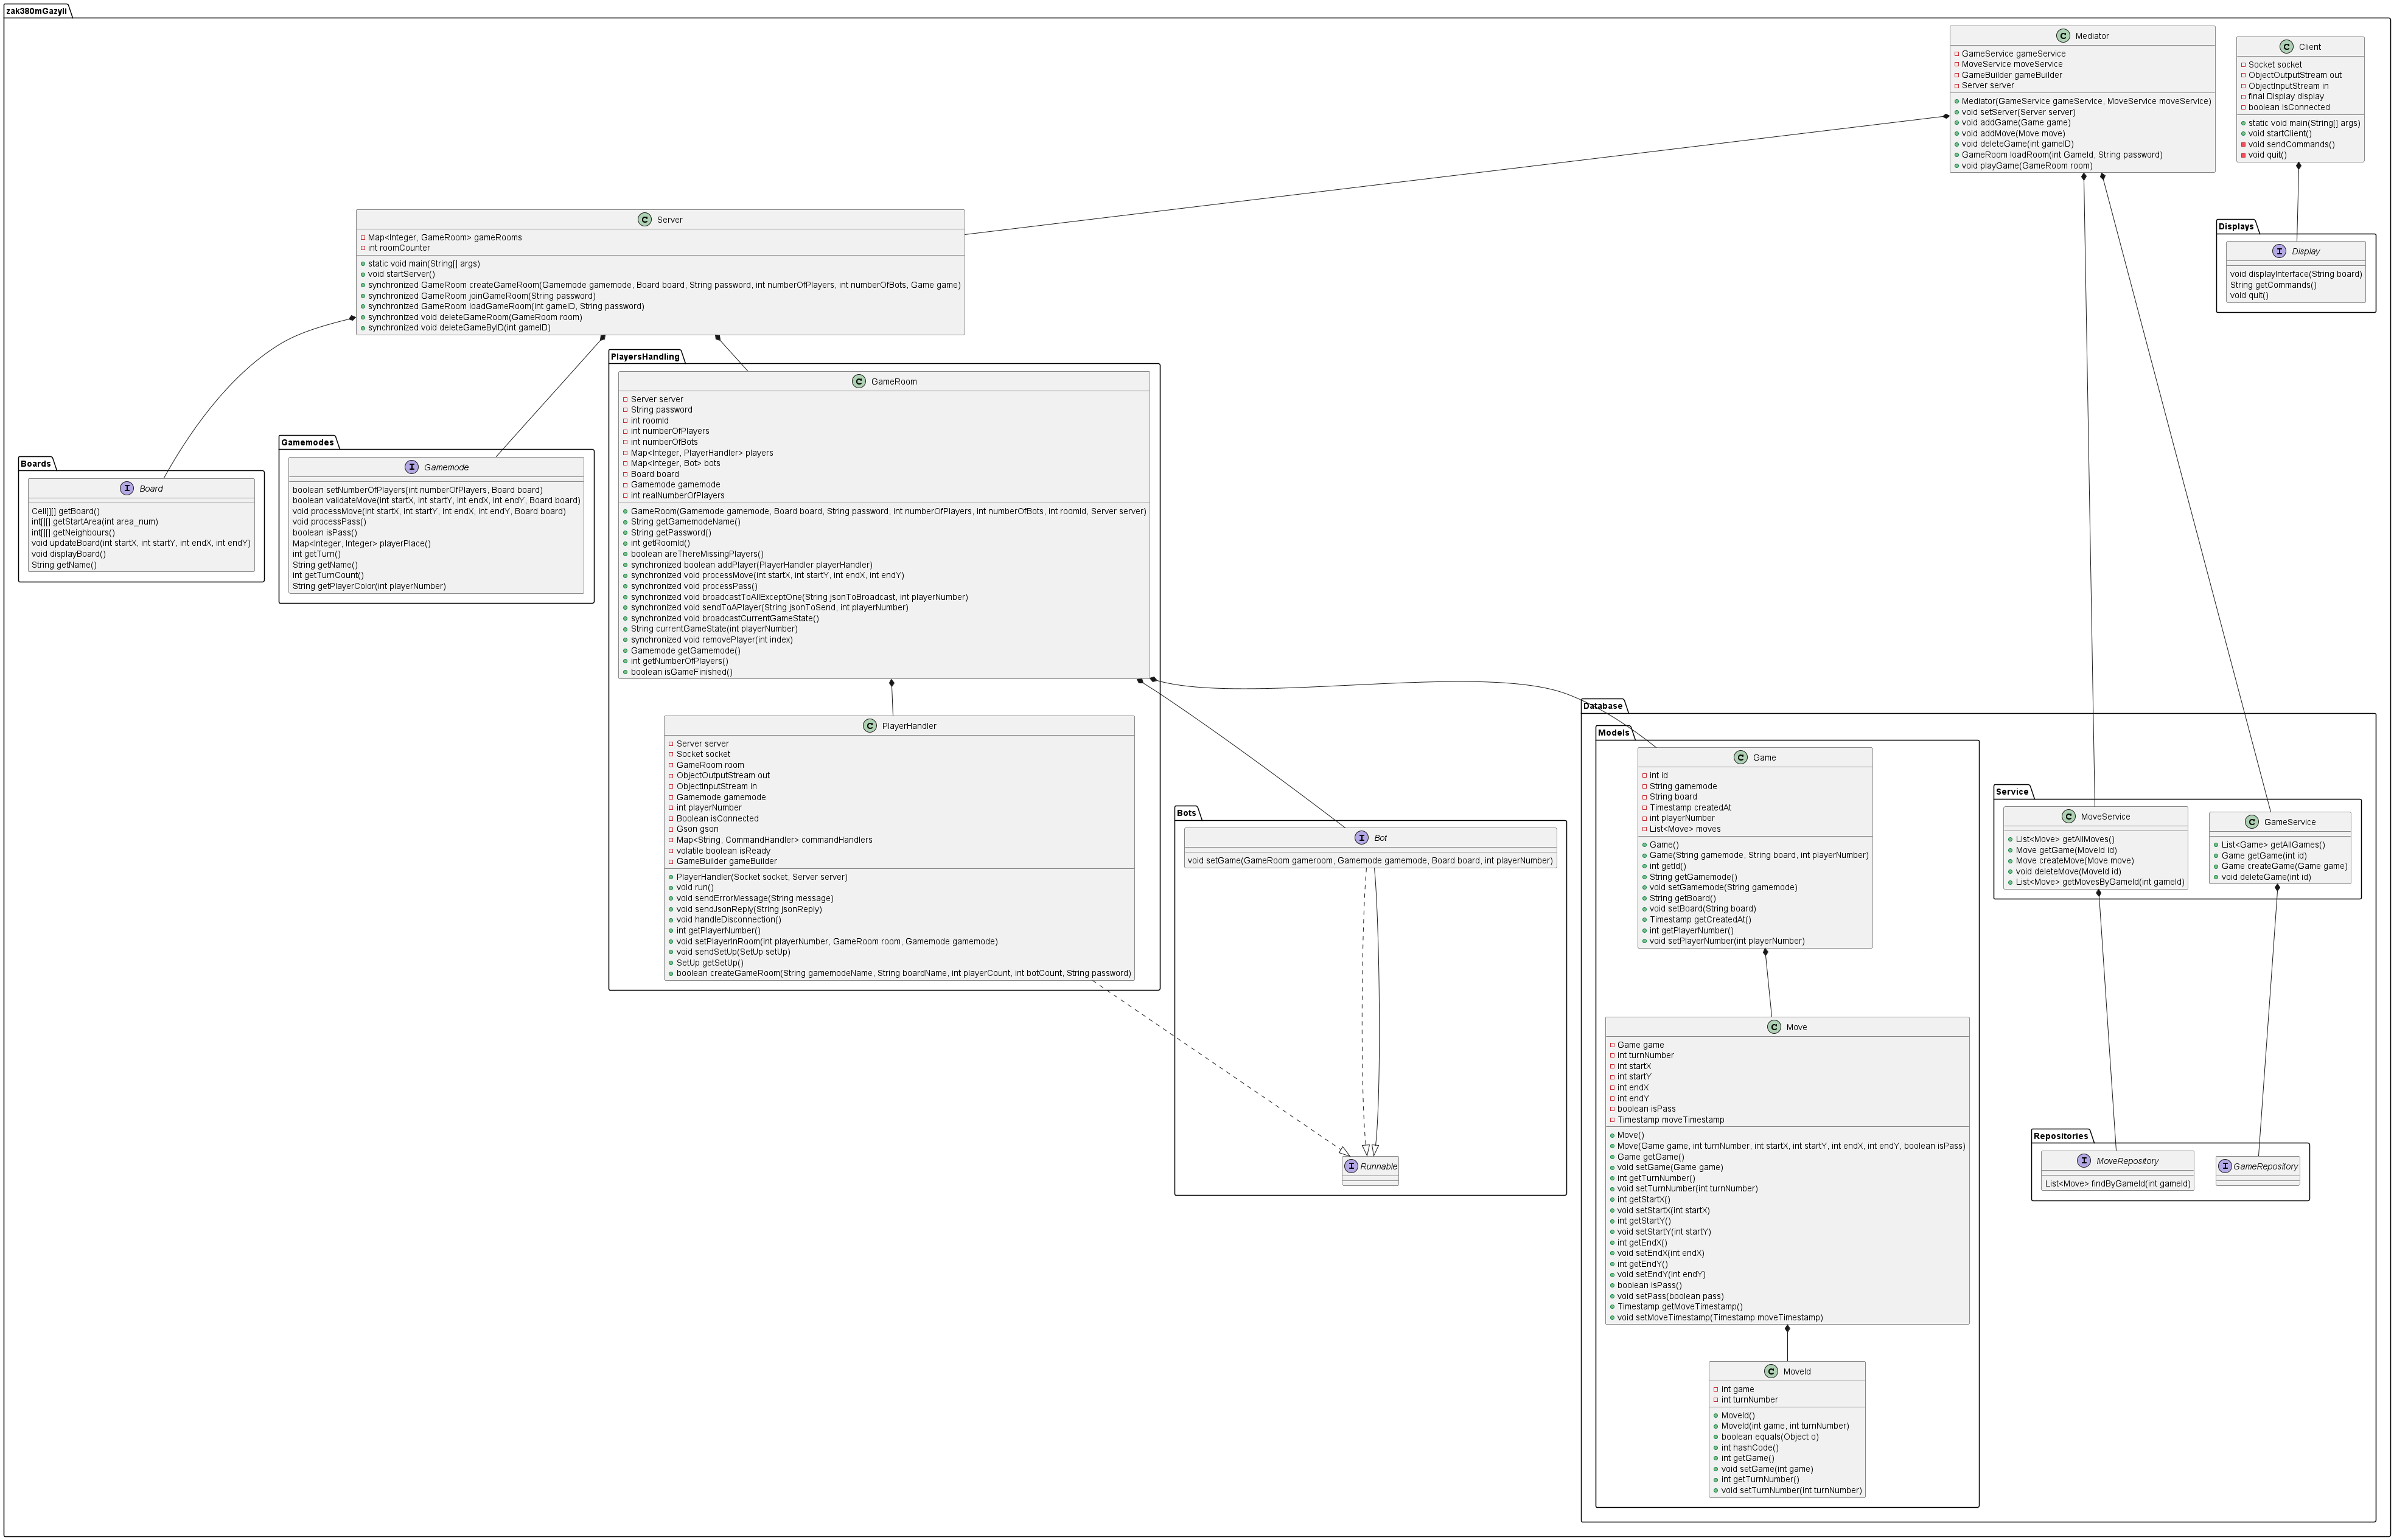 zak380mGazyli
C Mediator
GameService gameService
MoveService moveService
GameBuilder gameBuilder
Server server
Mediator(GameService gameService, MoveService moveService)
void setServer(Server server)
void addGame(Game game)
void addMove(Move move)
void deleteGame(int gameID)
GameRoom loadRoom(int GameId, String password)
void playGame(GameRoom room)
C Client
Socket socket
ObjectOutputStream out
ObjectInputStream in
final Display display
boolean isConnected
static void main(String[] args)
void startClient()
void sendCommands()
void quit()
C Server
Map<Integer, GameRoom> gameRooms
int roomCounter
static void main(String[] args)
void startServer()
synchronized GameRoom createGameRoom(Gamemode gamemode, Board board, String password, int numberOfPlayers, int numberOfBots, Game game)
synchronized GameRoom joinGameRoom(String password)
synchronized GameRoom loadGameRoom(int gameID, String password)
synchronized void deleteGameRoom(GameRoom room)
synchronized void deleteGameByID(int gameID)
Displays
I Display
void displayInterface(String board)
String getCommands()
void quit()
Boards
I Board
Cell[][] getBoard()
int[][] getStartArea(int area_num)
int[][] getNeighbours()
void updateBoard(int startX, int startY, int endX, int endY)
void displayBoard()
String getName()
Gamemodes
I Gamemode
boolean setNumberOfPlayers(int numberOfPlayers, Board board)
boolean validateMove(int startX, int startY, int endX, int endY, Board board)
void processMove(int startX, int startY, int endX, int endY, Board board)
void processPass()
boolean isPass()
Map<Integer, Integer> playerPlace()
int getTurn()
String getName()
int getTurnCount()
String getPlayerColor(int playerNumber)
PlayersHandling
C GameRoom
Server server
String password
int roomId
int numberOfPlayers
int numberOfBots
Map<Integer, PlayerHandler> players
Map<Integer, Bot> bots
Board board
Gamemode gamemode
int realNumberOfPlayers
GameRoom(Gamemode gamemode, Board board, String password, int numberOfPlayers, int numberOfBots, int roomId, Server server)
String getGamemodeName()
String getPassword()
int getRoomId()
boolean areThereMissingPlayers()
synchronized boolean addPlayer(PlayerHandler playerHandler)
synchronized void processMove(int startX, int startY, int endX, int endY)
synchronized void processPass()
synchronized void broadcastToAllExceptOne(String jsonToBroadcast, int playerNumber)
synchronized void sendToAPlayer(String jsonToSend, int playerNumber)
synchronized void broadcastCurrentGameState()
String currentGameState(int playerNumber)
synchronized void removePlayer(int index)
Gamemode getGamemode()
int getNumberOfPlayers()
boolean isGameFinished()
C PlayerHandler
Server server
Socket socket
GameRoom room
ObjectOutputStream out
ObjectInputStream in
Gamemode gamemode
int playerNumber
Boolean isConnected
Gson gson
Map<String, CommandHandler> commandHandlers
volatile boolean isReady
GameBuilder gameBuilder
PlayerHandler(Socket socket, Server server)
void run()
void sendErrorMessage(String message)
void sendJsonReply(String jsonReply)
void handleDisconnection()
int getPlayerNumber()
void setPlayerInRoom(int playerNumber, GameRoom room, Gamemode gamemode)
void sendSetUp(SetUp setUp)
SetUp getSetUp()
boolean createGameRoom(String gamemodeName, String boardName, int playerCount, int botCount, String password)
Bots
I Bot
void setGame(GameRoom gameroom, Gamemode gamemode, Board board, int playerNumber)
I Runnable
Database
Models
C Game
int id
String gamemode
String board
Timestamp createdAt
int playerNumber
List<Move> moves
Game()
Game(String gamemode, String board, int playerNumber)
int getId()
String getGamemode()
void setGamemode(String gamemode)
String getBoard()
void setBoard(String board)
Timestamp getCreatedAt()
int getPlayerNumber()
void setPlayerNumber(int playerNumber)
C Move
Game game
int turnNumber
int startX
int startY
int endX
int endY
boolean isPass
Timestamp moveTimestamp
Move()
Move(Game game, int turnNumber, int startX, int startY, int endX, int endY, boolean isPass)
Game getGame()
void setGame(Game game)
int getTurnNumber()
void setTurnNumber(int turnNumber)
int getStartX()
void setStartX(int startX)
int getStartY()
void setStartY(int startY)
int getEndX()
void setEndX(int endX)
int getEndY()
void setEndY(int endY)
boolean isPass()
void setPass(boolean pass)
Timestamp getMoveTimestamp()
void setMoveTimestamp(Timestamp moveTimestamp)
C MoveId
int game
int turnNumber
MoveId()
MoveId(int game, int turnNumber)
boolean equals(Object o)
int hashCode()
int getGame()
void setGame(int game)
int getTurnNumber()
void setTurnNumber(int turnNumber)
Service
C MoveService
List<Move> getAllMoves()
Move getGame(MoveId id)
Move createMove(Move move)
void deleteMove(MoveId id)
List<Move> getMovesByGameId(int gameId)
C GameService
List<Game> getAllGames()
Game getGame(int id)
Game createGame(Game game)
void deleteGame(int id)
Repositories
I MoveRepository
List<Move> findByGameId(int gameId)
I GameRepository